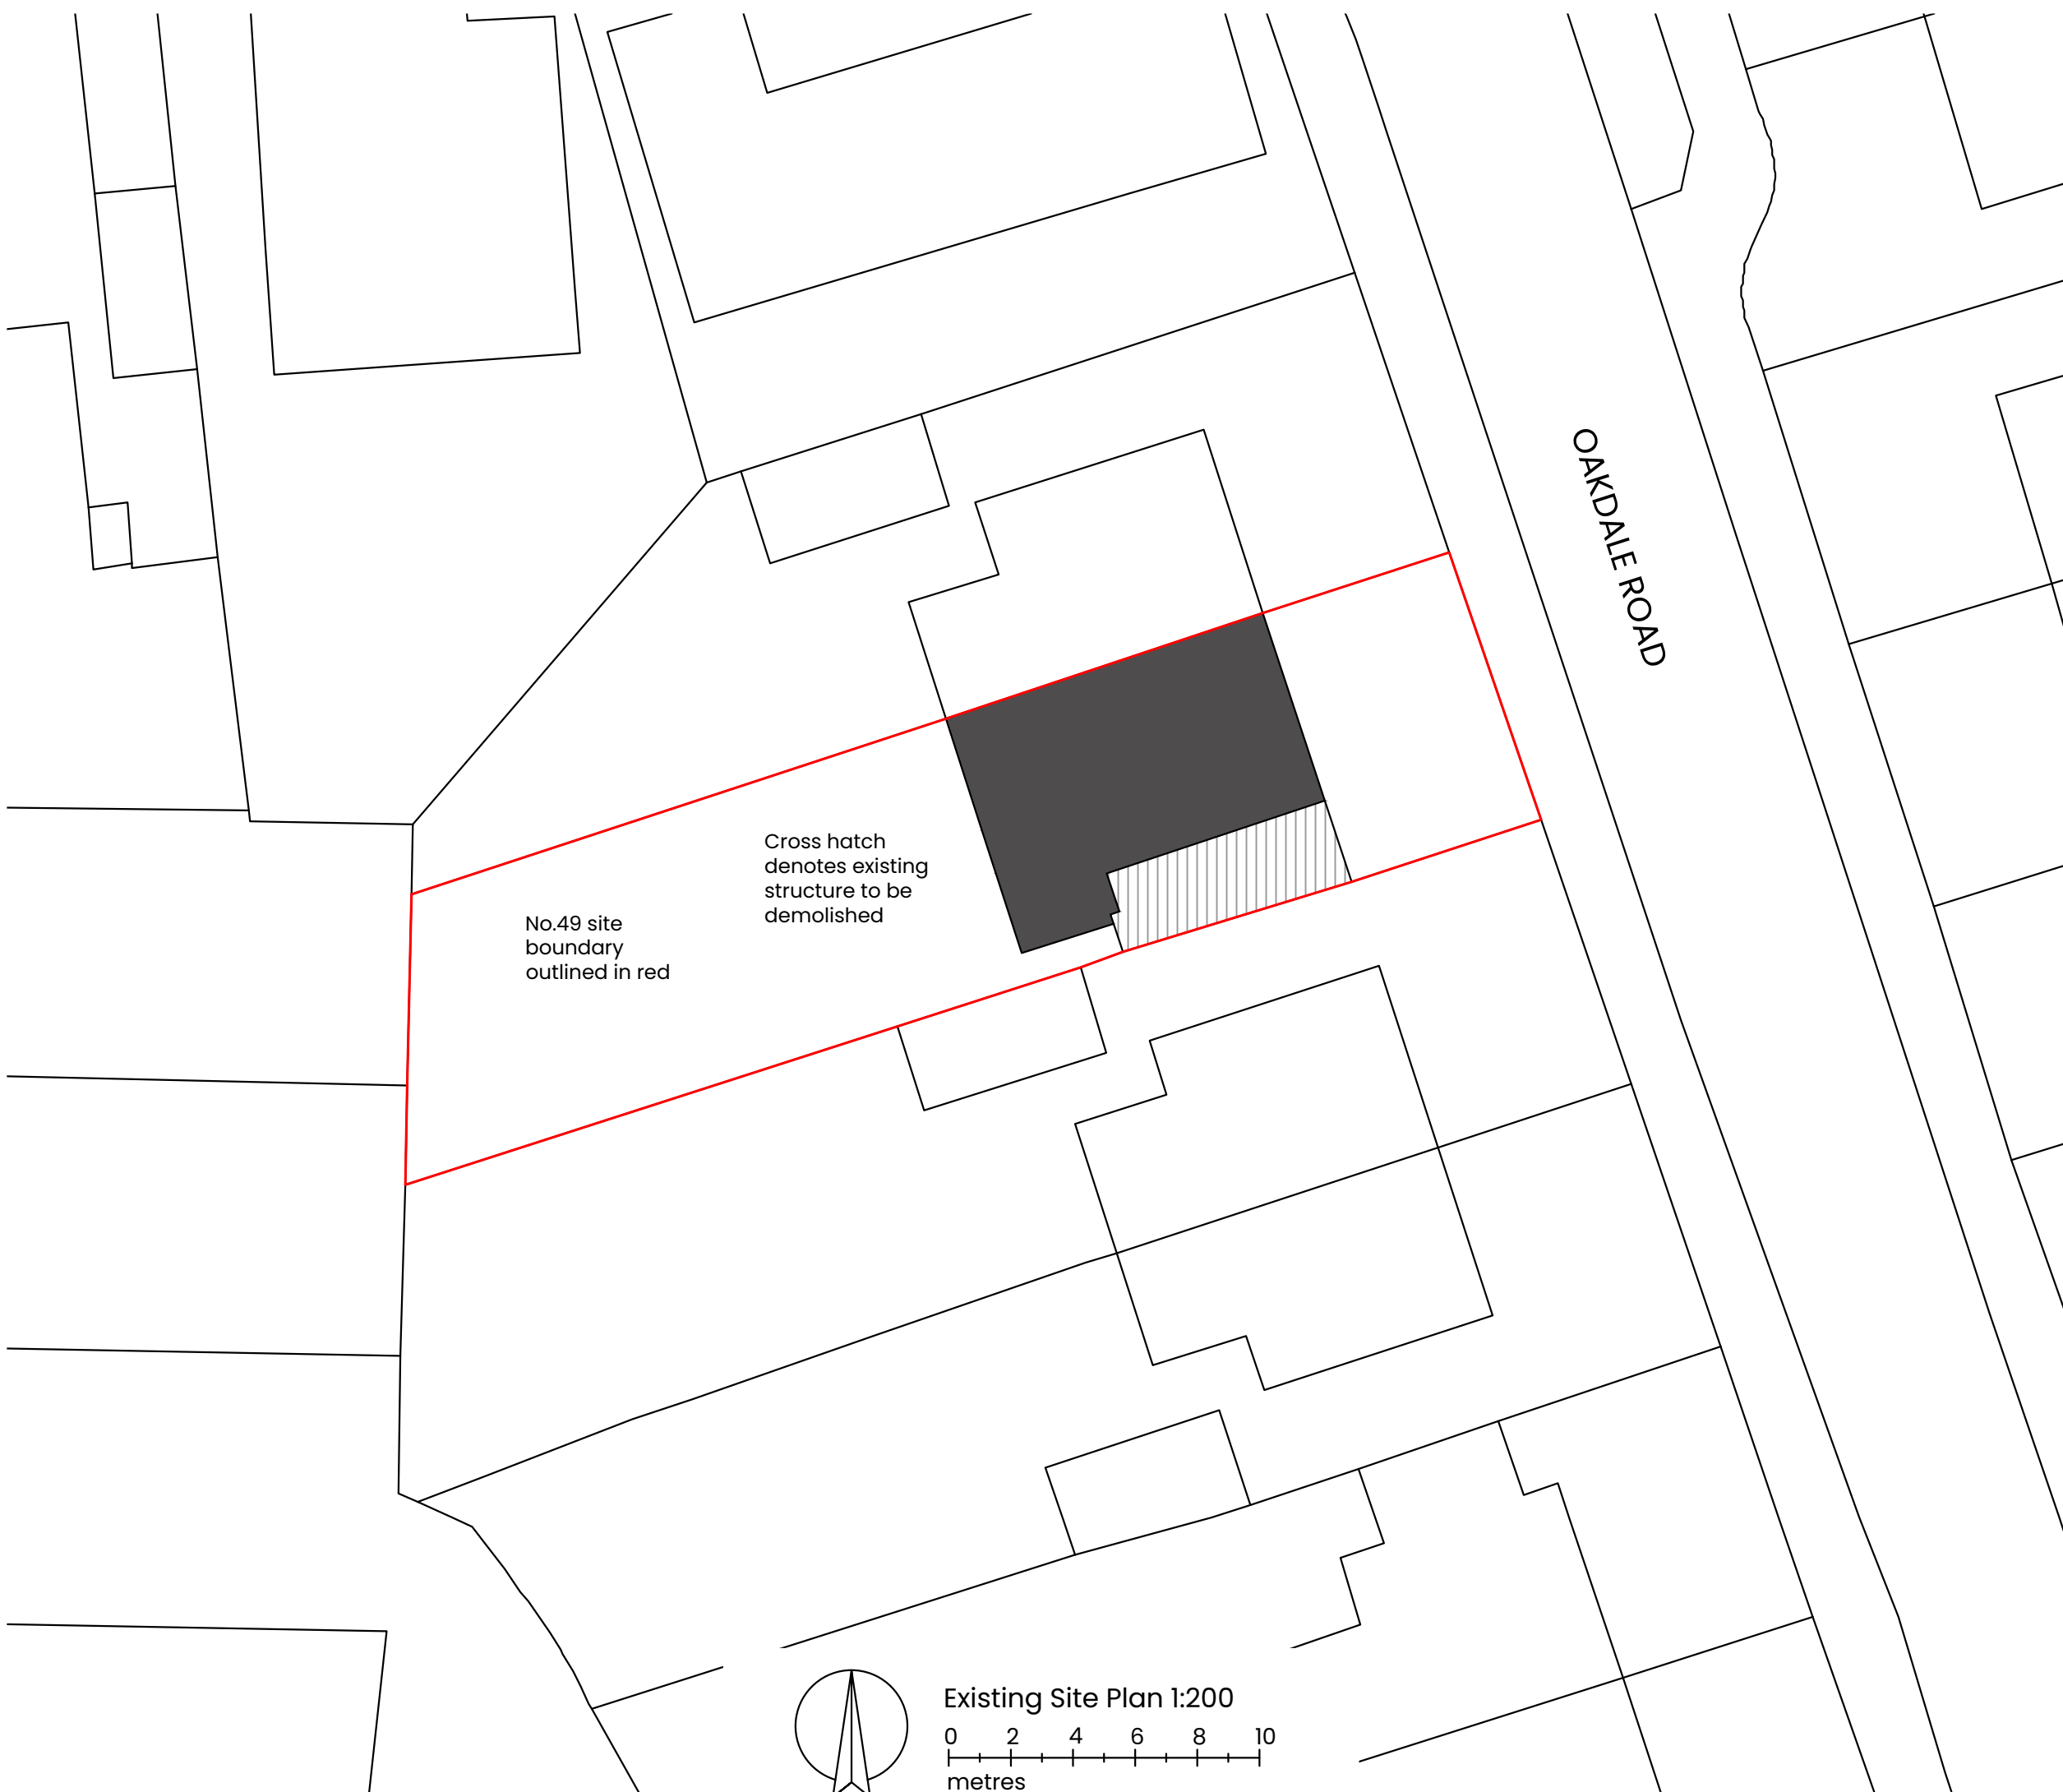 OAKDALE ROAD
Cross hatch
denotes existing
structure to be
demolished
No.49 site
boundary
outlined in red
Existing Site Plan 1:200
0 2 4 6 8 10
metres